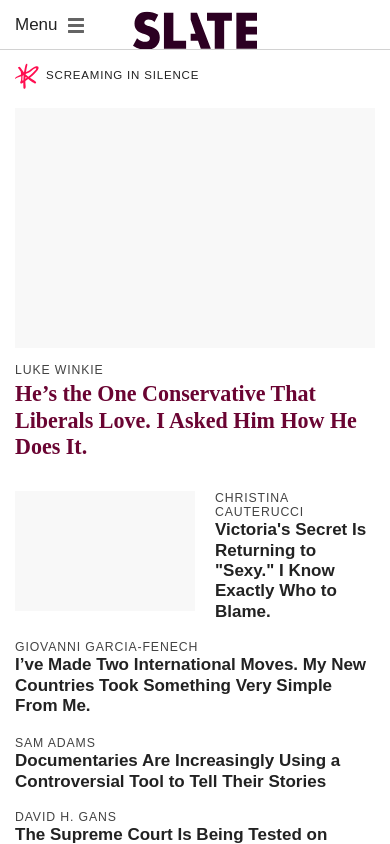 Menu
SLATE
SCREAMING IN SILENCE
LUKE WINKIE
He’s the One Conservative That
Liberals Love. I Asked Him How He
Does It.
CHRISTINA
CAUTERUCCI
Victoria's Secret Is
Returning to
"Sexy." I Know
Exactly Who to
Blame.
GIOVANNI GARCIA-FENECH
I’ve Made Two International Moves. My New
Countries Took Something Very Simple
From Me.
SAM ADAMS
Documentaries Are Increasingly Using a
Controversial Tool to Tell Their Stories
DAVID H. GANS
The Supreme Court Is Being Tested on